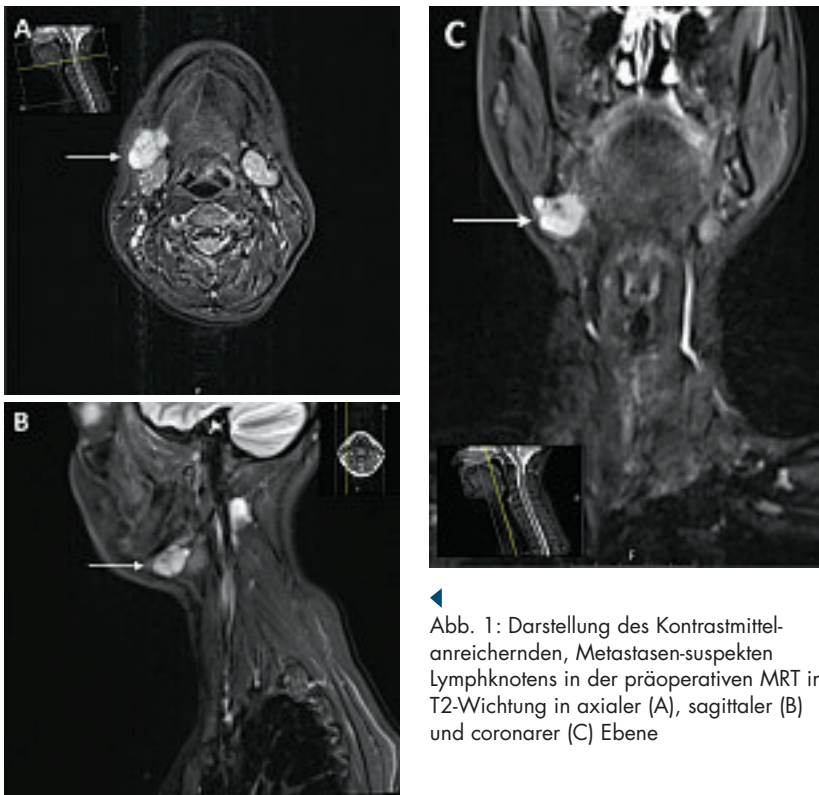 A
B
C
F
Abb. 1: Darstellung des Kontrastmittel-
anreichernden, Metastasen-suspekten
Lymphknotens in der präoperativen MRT in
T2-Wichtung in axialer (A), sagittaler (B)
und coronarer (C) Ebene